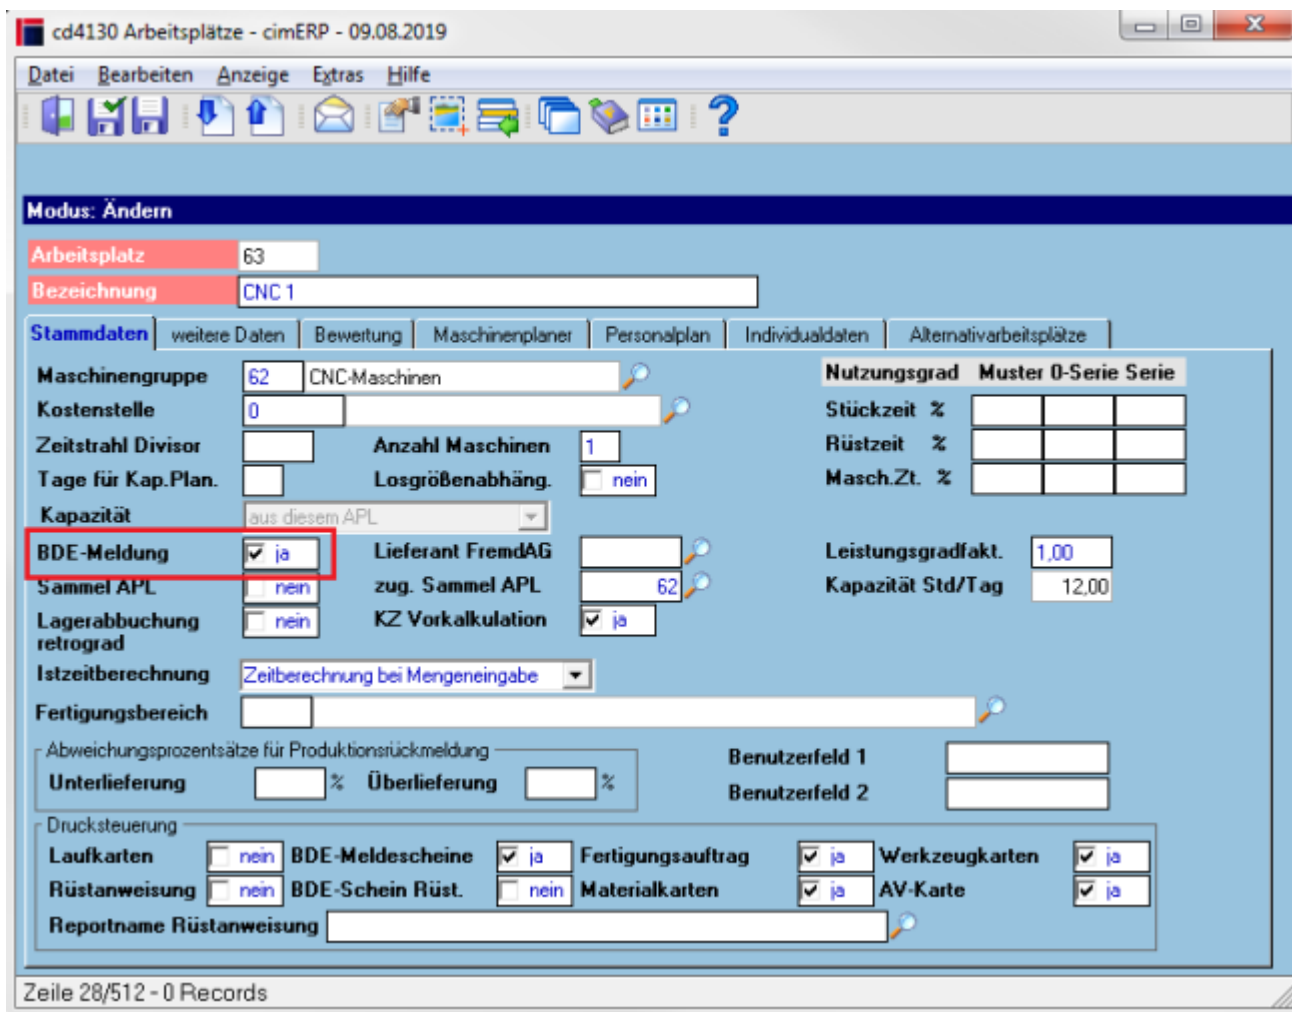 cd4130 Arbeitsplätze - cimERP - 09.08.2019
Datei Bearbeiten Anzeige Extras Hilfe
Modus: Ändern
Arbeitsplatz 63
Bezeichnung CNC 1
Stammdaten weitere Daten Bewertung Maschinenplaner Personalplan Individualdaten Alternativarbeitsplätze
Maschinengruppe 62 CNC-Maschinen Nutzungsgrad Muster 0-Serie Serie
Kostenstelle 0 Stückzeit %
Zeitstrahl Divisor Anzahl Maschinen 1 Rüstzeit %
Tage für Kap.Plan. Losgrößenabhäng. nein Masch.Zt. %
Kapazität aus diesem APL
BDE-Meldung ja Lieferant FremdAG Leistungsgradfakt. 1,00
Sammel APL nein zug. Sammel APL 62 Kapazität Std/Tag 12,00
Lagerabbuchung nein KZ Vorkalkulation ja
retrograd
Istzeitberechnung Zeitberechnung bei Mengeneingabe
Fertigungsbereich
Abweichungsprozentsätze für Produktionsrückmeldung Benutzerfeld 1
Unterlieferung % Überlieferung % Benutzerfeld 2
Drucksteuerung
Laufkarten nein BDE-Meldescheine ja Fertigungsauftrag ja Werkzeugkarten ja
Rüstanweisung nein BDE-Schein Rüst. nein Materialkarten ja AV-Karte ja
Reportname Rüstanweisung
Zeile 28/512 - 0 Records